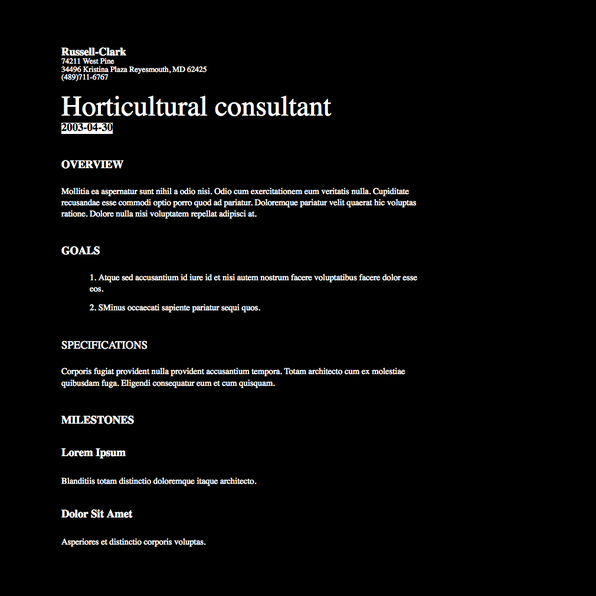 Russell-Clark
74211 West Pine
34496 Kristina Plaza Reyesmouth, MD 62425
(489)711-6767
Horticultural consultant
2003-04-30
OVERVIEW
Mollitia ea aspernatur sunt nihil a odio nisi. Odio cum exercitationem eum veritatis nulla. Cupiditate
recusandae esse commodi optio porro quod ad pariatur. Doloremque pariatur velit quaerat hic voluptas
ratione. Dolore nulla nisi voluptatem repellat adipisci at.
GOALS
1. Atque sed accusantium id iure id et nisi autem nostrum facere voluptatibus facere dolor esse
eos.
2. SMinus occaecati sapiente pariatur sequi quos.
SPECIFICATIONS
Corporis fugiat provident nulla provident accusantium tempora. Totam architecto cum ex molestiae
quibusdam fuga. Eligendi consequatur eum et cum quisquam.
MILESTONES
Lorem Ipsum
Blanditiis totam distinctio doloremque itaque architecto.
Dolor Sit Amet
Asperiores et distinctio corporis voluptas.